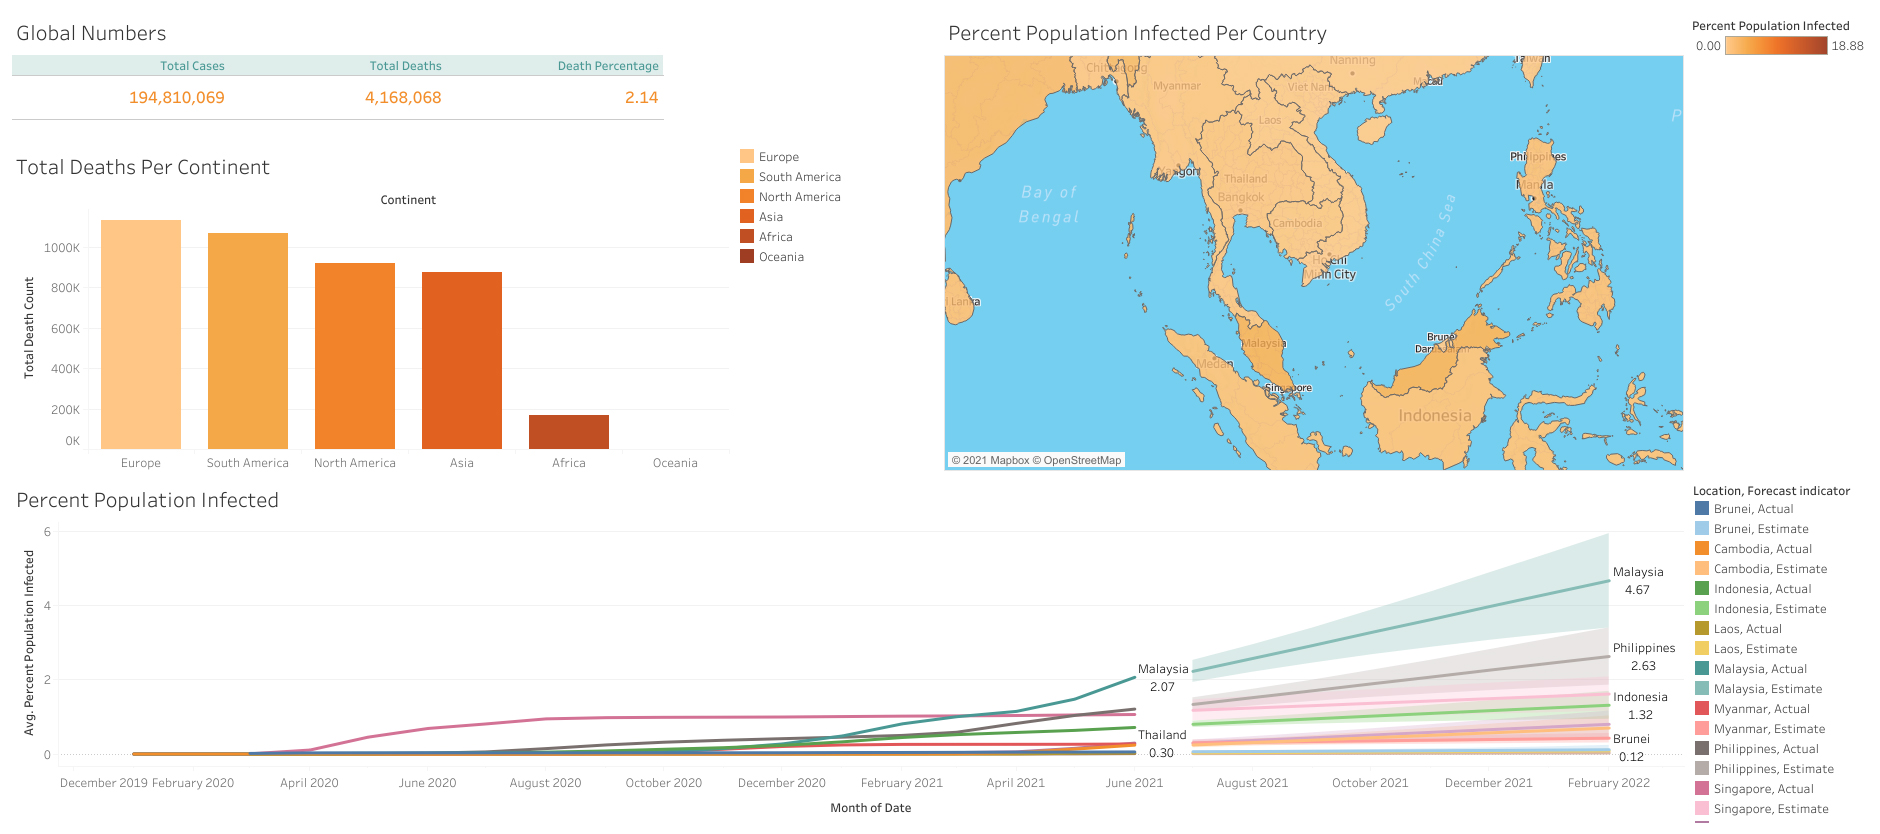 Global Numbers
Total Cases Total Deaths Death Percentage
194,810,069 4,168,068 2.14
Total Deaths Per Continent
Continent
Total Death Count
1000K
800K
600K
400K
200K
0K
Europe South America North America Asia Africa Oceania
Europe
South America
North America
Asia
Africa
Oceania
Percent Population Infected Per Country
Chittagong
Myanmar
Nanning
Taiwan
Viet Nam
Laos
Yangon
Thailand
Bangkok
Cambodia
Bay of
Bengal
Philippines
Manila
South China Sea
Minh City
Lanka
Malaysia
Medan
Singapore
Indonesia
© 2021 Mapbox © OpenStreetMap
Percent Population Infected
0.00 18.88
Percent Population Infected
Avg. Percent Population Infected
6
4
2
0
Malaysia
2.07
Thailand
0.30
Malaysia
4.67
Philippines
2.63
Indonesia
1.32
Brunei
0.12
December 2019 February 2020 April 2020 June 2020 August 2020 October 2020 December 2020 February 2021 April 2021 June 2021 August 2021 October 2021 December 2021 February 2022
Month of Date
Location, Forecast indicator
Brunei, Actual
Brunei, Estimate
Cambodia, Actual
Cambodia, Estimate
Indonesia, Actual
Indonesia, Estimate
Laos, Actual
Laos, Estimate
Malaysia, Actual
Malaysia, Estimate
Myanmar, Actual
Myanmar, Estimate
Philippines, Actual
Philippines, Estimate
Singapore, Actual
Singapore, Estimate